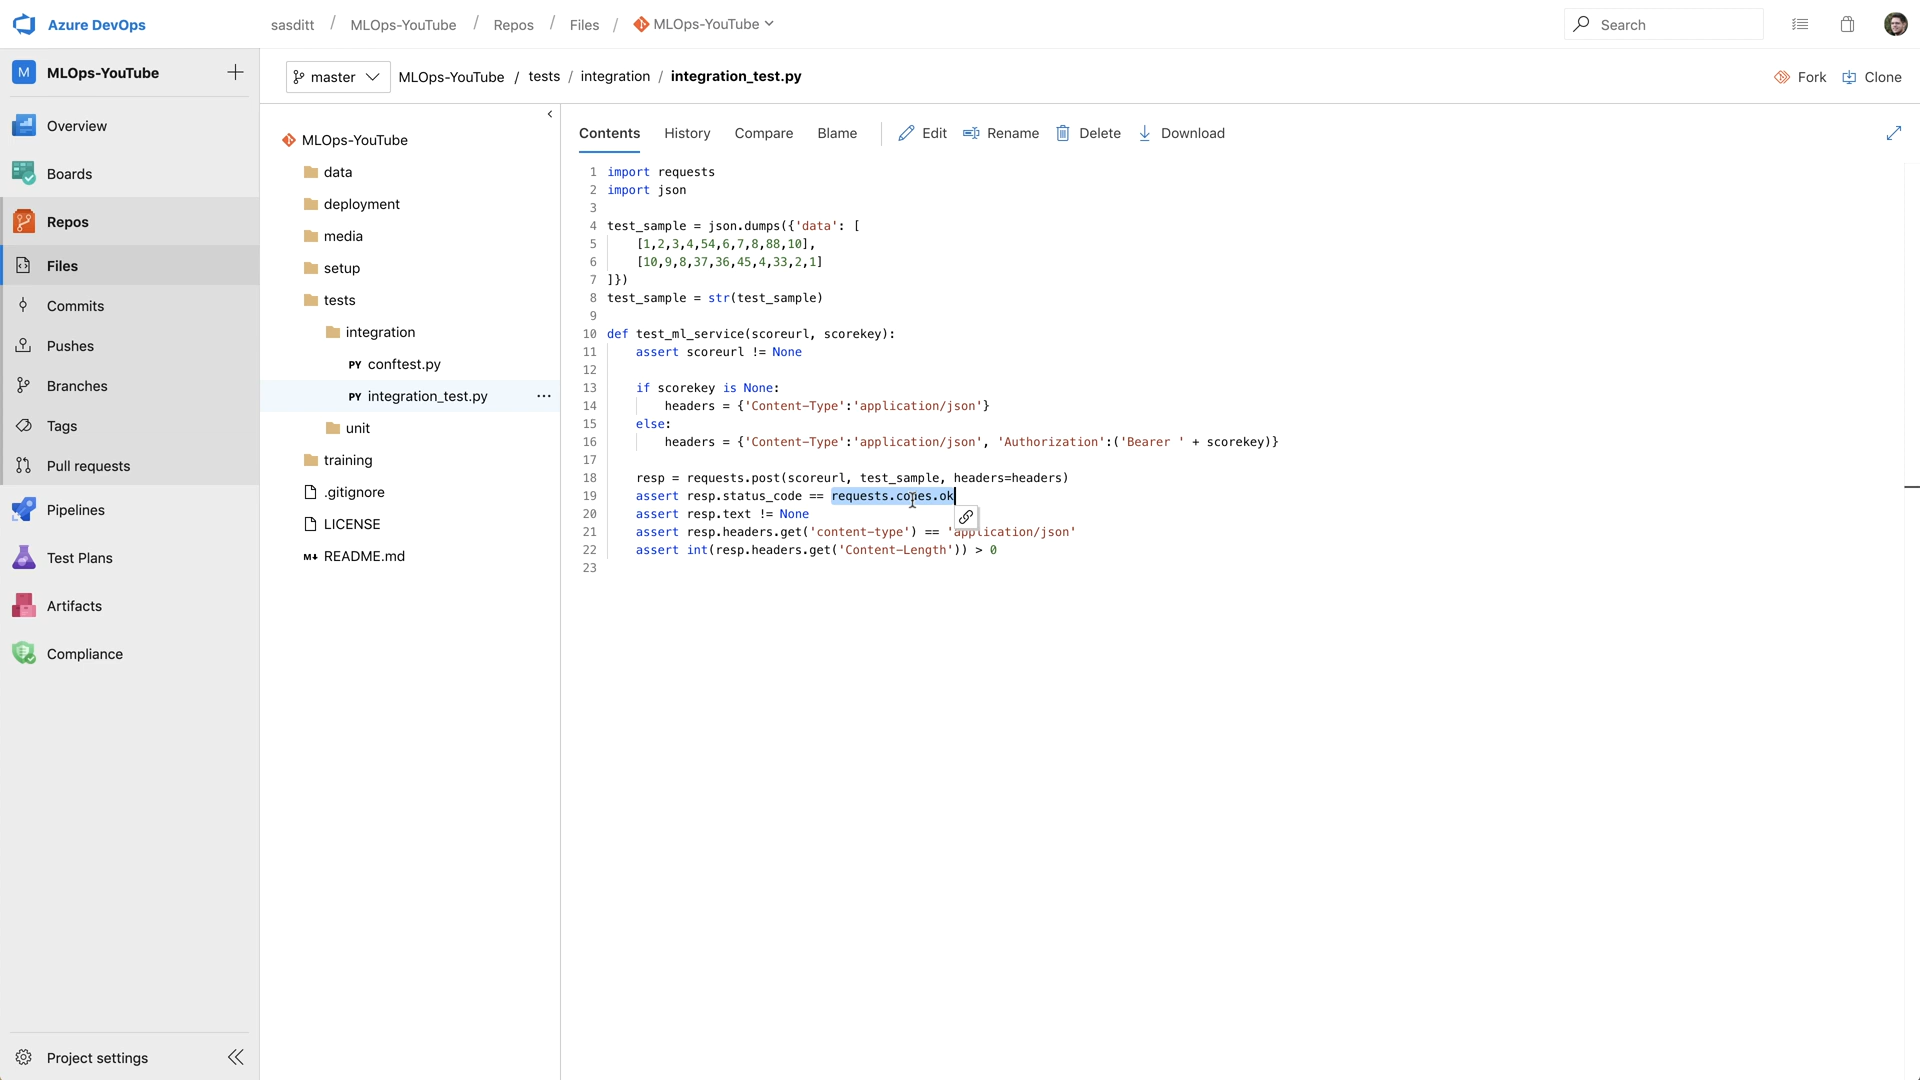 Azure DevOps
sasditt / MLOps-YouTube / Repos / Files / MLOps-YouTube
Search
M MLOps-YouTube
master MLOps-YouTube / tests / integration / integration_test.py
Fork Clone
Overview
Boards
Repos
Files
Commits
Pushes
Branches
Tags
Pull requests
Pipelines
Test Plans
Artifacts
Compliance
Project settings
MLOps-YouTube
data
deployment
media
setup
tests
integration
PY conftest.py
PY integration_test.py ...
unit
training
.gitignore
LICENSE
M↓ README.md
Contents History Compare Blame Edit Rename Delete Download
1 import requests
2 import json
3
4 test_sample = json.dumps({'data': [
5 [1,2,3,4,54,6,7,8,88,10],
6 [10,9,8,37,36,45,4,33,2,1]
7 ]})
8 test_sample = str(test_sample)
9
10 def test_ml_service(scoreurl, scorekey):
11 assert scoreurl != None
12
13 if scorekey is None:
14 headers = {'Content-Type':'application/json'}
15 else:
16 headers = {'Content-Type':'application/json', 'Authorization':('Bearer ' + scorekey)}
17
18 resp = requests.post(scoreurl, test_sample, headers=headers)
19 assert resp.status_code == requests.codes.ok
20 assert resp.text != None
21 assert resp.headers.get('content-type') == 'application/json'
22 assert int(resp.headers.get('Content-Length')) > 0
23